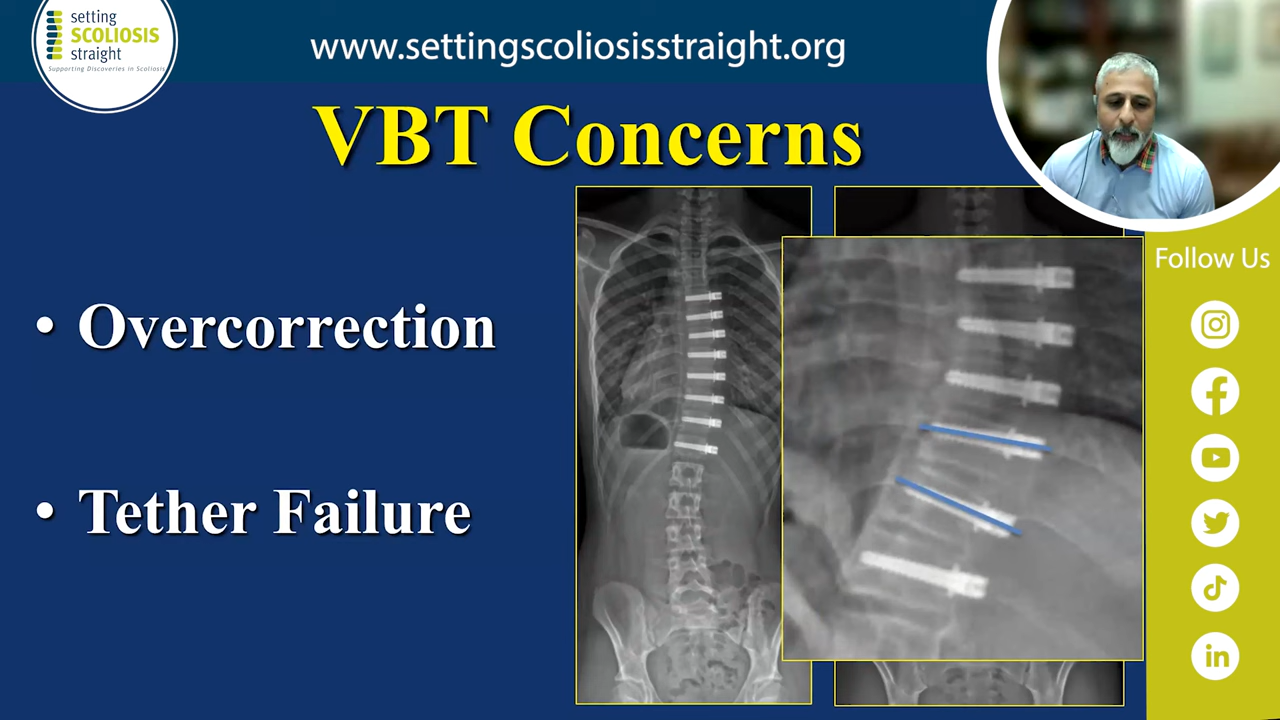 setting
SCOLIOSIS
straight
Supporting Discoveries in Scoliosis
www.settingscoliosisstraight.org
VBT Concerns
• Overcorrection
• Tether Failure
Follow Us